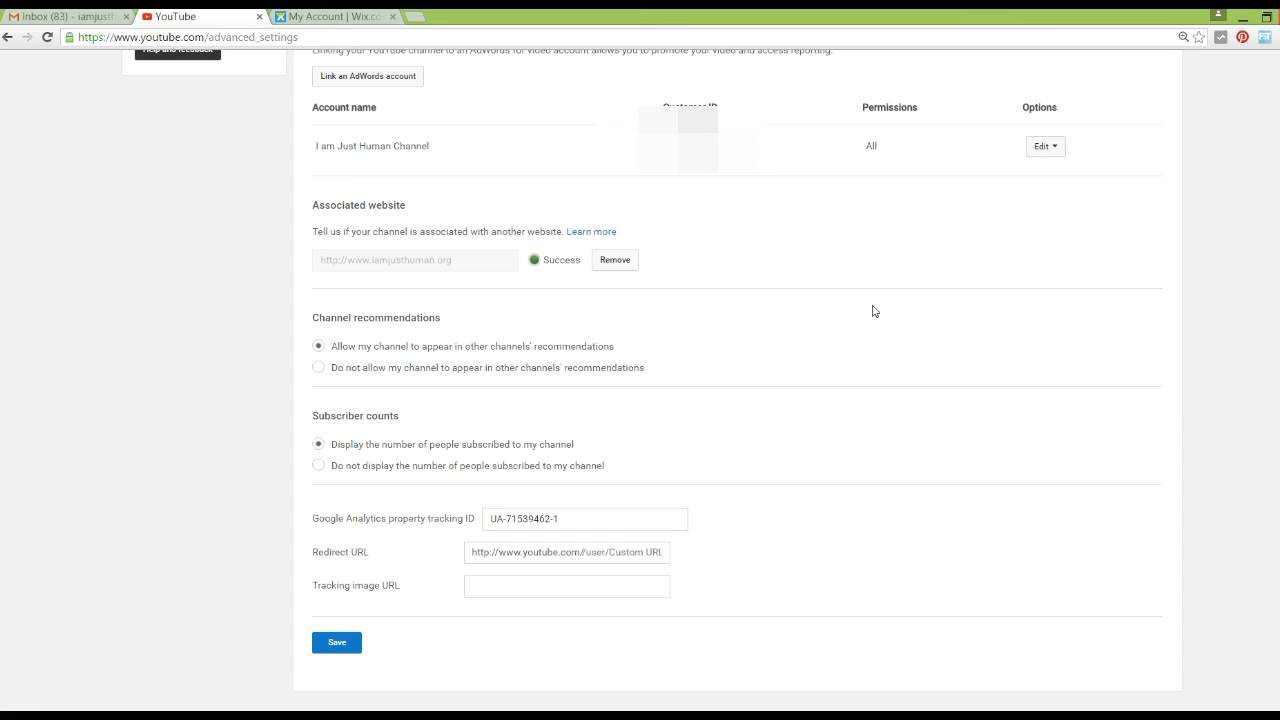 Inbox (83) - iamjusth
YouTube
My Account | Wix.co
https://www.youtube.com/advanced_settings
Help and feedback
Linking your YouTube channel to an AdWords for video account allows you to promote your video and access reporting.
Link an AdWords account
Account name Customer ID Permissions Options
I am Just Human Channel All Edit
Associated website
Tell us if your channel is associated with another website. Learn more
http://www.iamjusthuman.org Success Remove
Channel recommendations
Allow my channel to appear in other channels' recommendations
Do not allow my channel to appear in other channels' recommendations
Subscriber counts
Display the number of people subscribed to my channel
Do not display the number of people subscribed to my channel
Google Analytics property tracking ID UA-71539462-1
Redirect URL http://www.youtube.com//user/Custom URL
Tracking image URL
Save